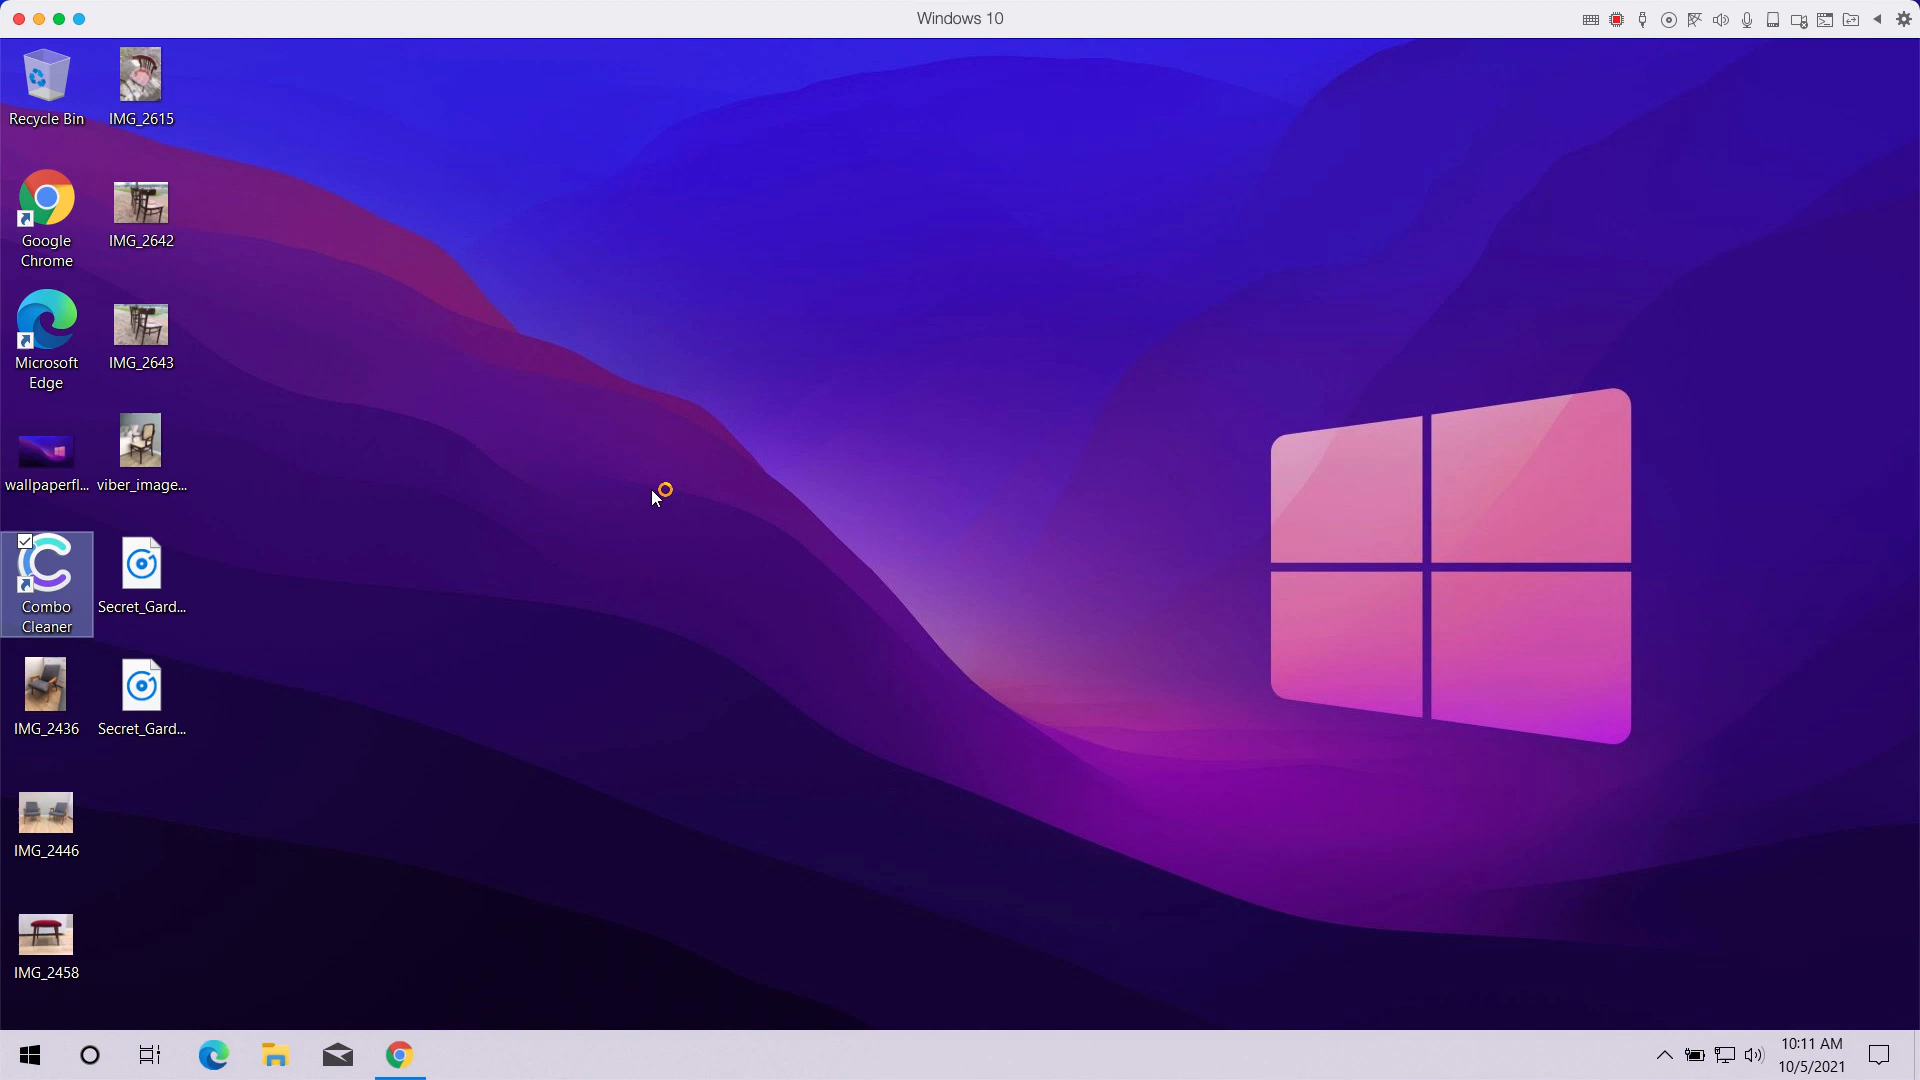 Windows 10
Recycle Bin
IMG_2615
Google
Chrome
IMG_2642
Microsoft
Edge
IMG_2643
wallpaperfl...
viber_image...
Combo
Cleaner
Secret_Gard...
IMG_2436
Secret_Gard...
IMG_2446
IMG_2458
10:11 AM
10/5/2021